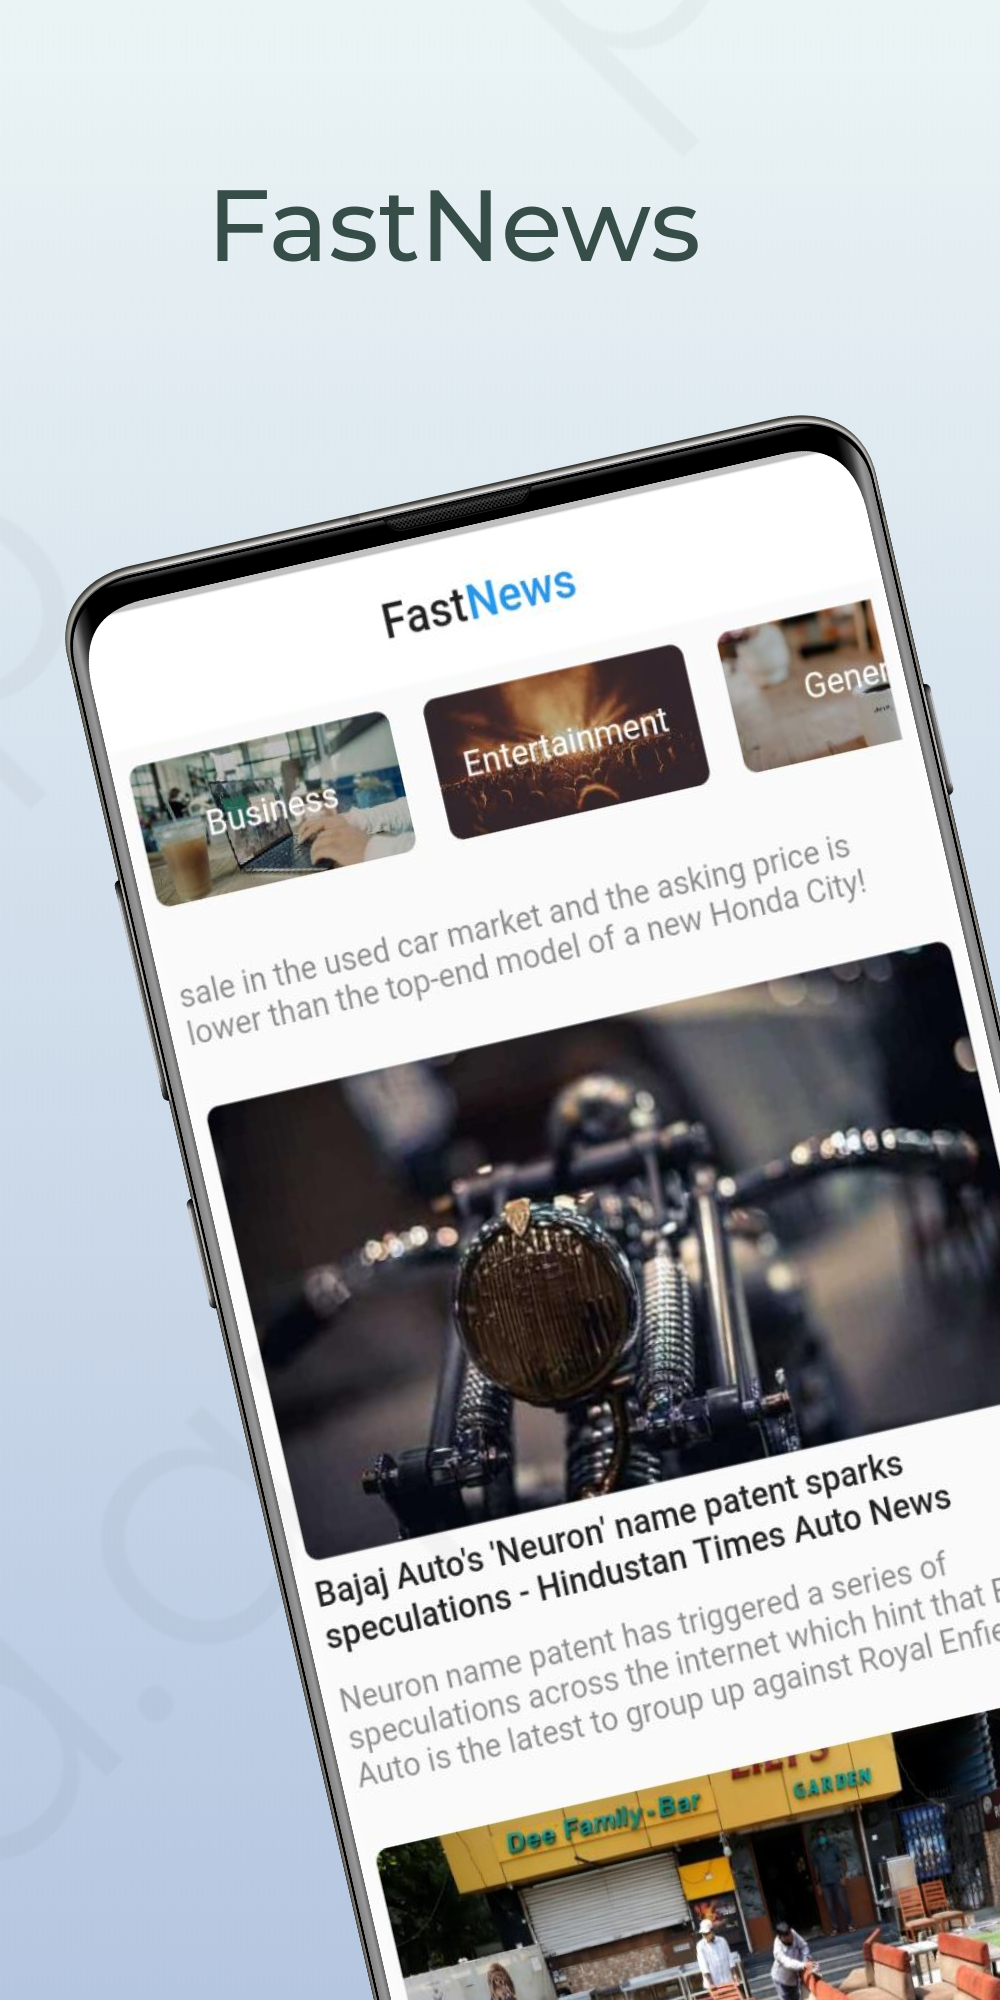 FastNews
FastNews
Business
Entertainment
Gener
sale in the used car market and the asking price is
lower than the top-end model of a new Honda City!
Bajaj Auto's 'Neuron' name patent sparks
speculations - Hindustan Times Auto News
Neuron name patent has triggered a series of
speculations across the internet which hint that
Auto is the latest to group up against Royal Enfie
Dee Family-Bar
GARDEN